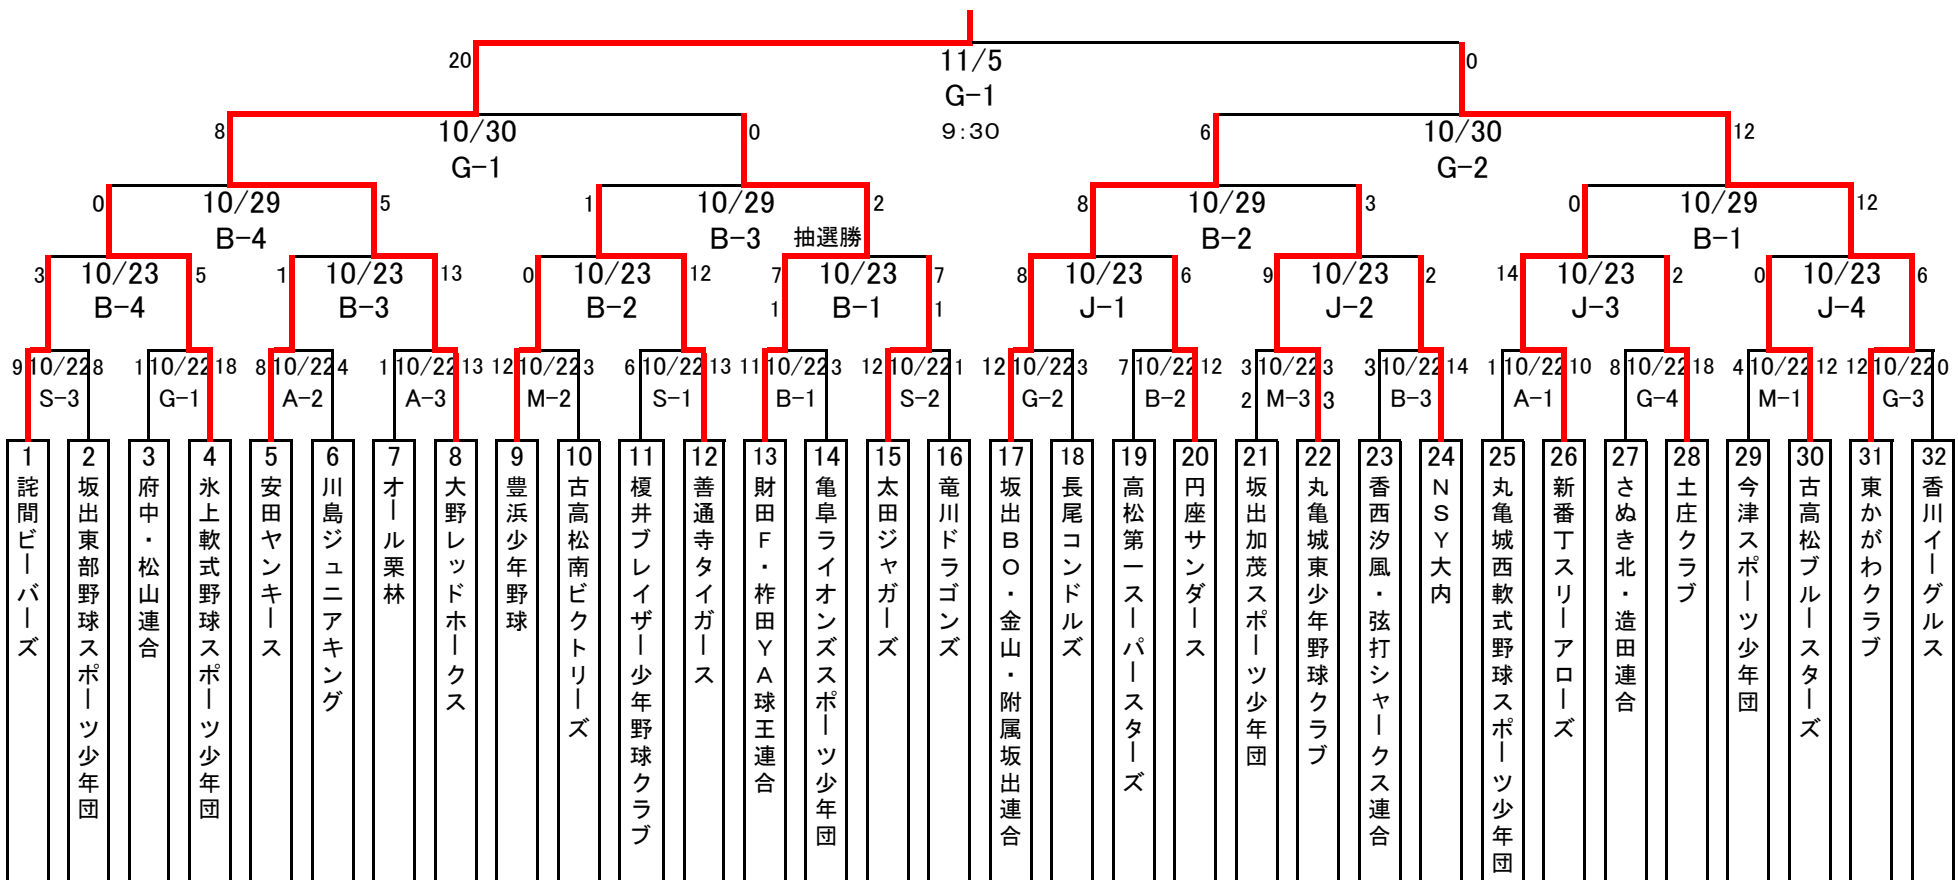 20 11/5 0
G-1
9:30
8 10/30 0 6 10/30 12
G-1 G-2
0 10/29 5 1 10/29 2 8 10/29 3 0 10/29 12
B-4 B-3 抽選勝 B-2 B-1
3 10/23 5 1 10/23 13 0 10/23 12 7 10/23 7 8 10/23 6 9 10/23 2 14 10/23 2 0 10/23 6
B-4 B-3 B-2 1 B-1 1 J-1 J-2 J-3 J-4
9 10/22 8 1 10/22 18 8 10/22 4 1 10/22 13 12 10/22 3 6 10/22 13 11 10/22 3 12 10/22 1 12 10/22 3 7 10/22 12 3 10/22 3 3 10/22 14 1 10/22 10 8 10/22 18 4 10/22 12 12 10/22 0
S-3 G-1 A-2 A-3 M-2 S-1 B-1 S-2 G-2 B-2 2 M-3 3 B-3 A-1 G-4 M-1 G-3
1 詫間ビーバーズ
2 坂出東部野球スポーツ少年団
3 府中・松山連合
4 氷上軟式野球スポーツ少年団
5 安田ヤンキース
6 川島ジュニアキング
7 オール栗林
8 大野レッドホークス
9 豊浜少年野球
10 古高松南ビクトリーズ
11 榎井ブレイザー少年野球クラブ
12 善通寺タイガース
13 財田F・柞田YA球王連合
14 亀阜ライオンズスポーツ少年団
15 太田ジャガーズ
16 竜川ドラゴンズ
17 坂出BO・金山・附属坂出連合
18 長尾コンドルズ
19 高松第一スーパースターズ
20 円座サンダース
21 坂出加茂スポーツ少年団
22 丸亀城東少年野球クラブ
23 香西汐風・弦打シャークス連合
24 NSY大内
25 丸亀城西軟式野球スポーツ少年団
26 新番丁スリーアローズ
27 さぬき北・造田連合
28 土庄クラブ
29 今津スポーツ少年団
30 古高松ブルースターズ
31 東かがわクラブ
32 香川イーグルス